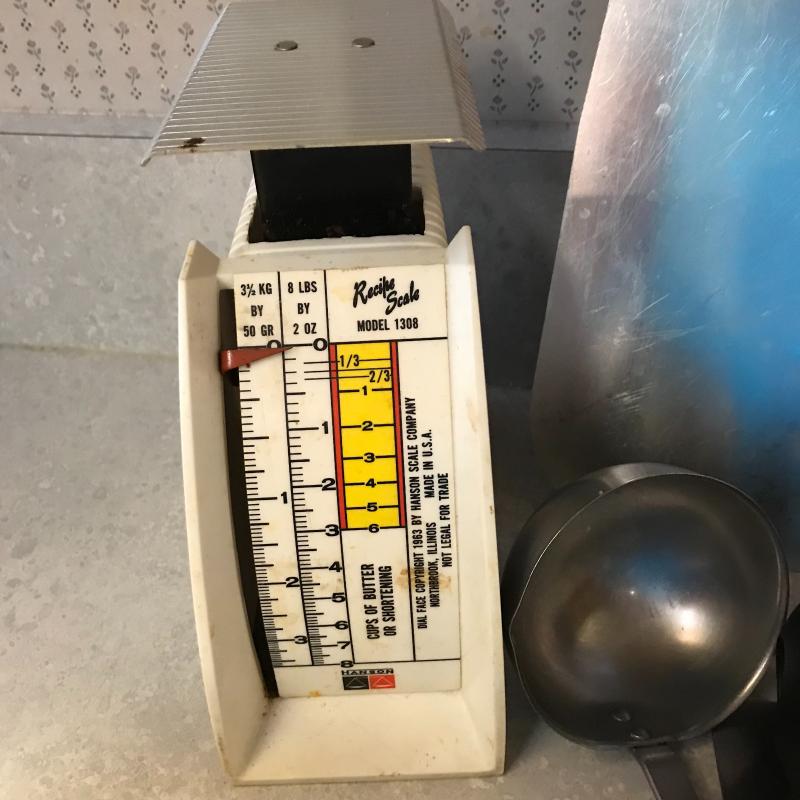 3½ KG
BY
50 GR
8 LBS
BY
2 OZ
Recipe
Scale
MODEL 1308
0
1
2
3
0
1
2
3
4
5
6
7
8
1/3
2/3
1
2
3
4
5
6
CUPS OF BUTTER
OR SHORTENING
DIAL FACE COPYRIGHT 1963 BY HANSON SCALE COMPANY
NORTHBROOK, ILLINOIS MADE IN U.S.A.
NOT LEGAL FOR TRADE
HANSON